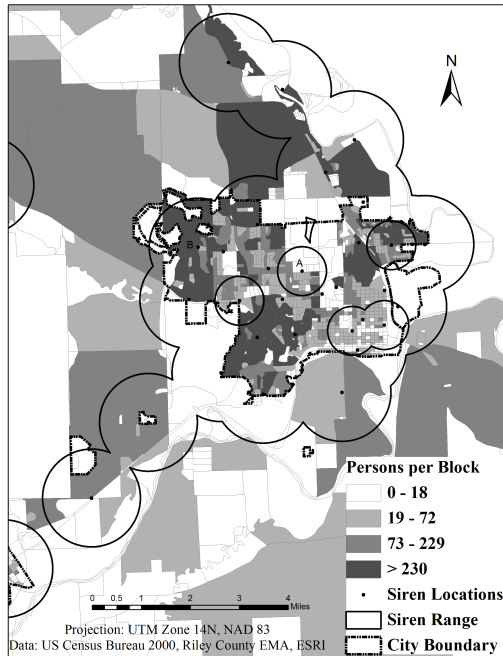 N
A
B
Persons per Block
0 - 18
19 - 72
73 - 229
> 230
Siren Locations
Siren Range
City Boundary
0 0.5 1 2 3 4
Miles
Projection: UTM Zone 14N, NAD 83
Data: US Census Bureau 2000, Riley County EMA, ESRI